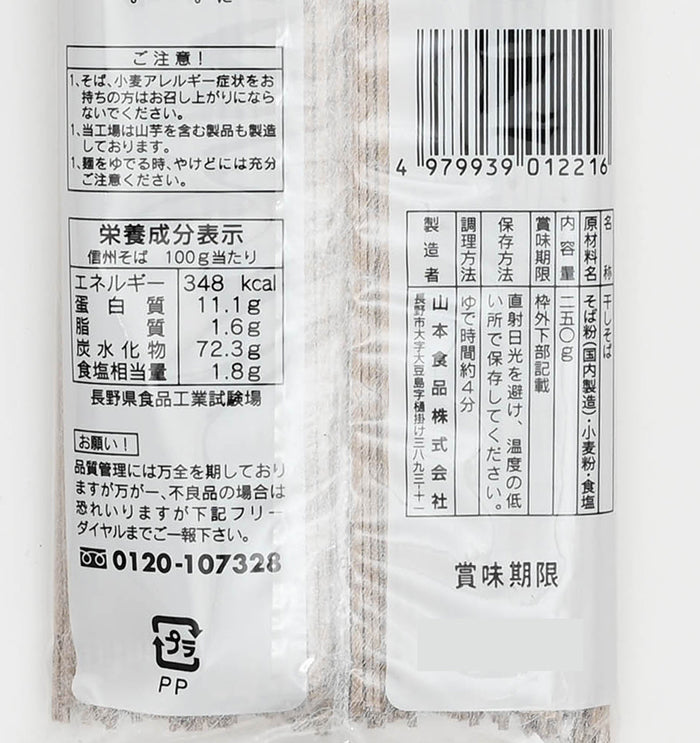 ご注意!
1、そば、小麦アレルギー症状をお
持ちの方はお召し上がりになら
ないでください。
1、当工場は山芋を含む製品も製造
しております。
1、麺をゆでる時、やけどには充分
ご注意ください。
栄養成分表示
信州そば 100g当たり
エネルギー 348 kcal
蛋白質 11.1g
脂質 1.6g
炭水化物 72.3g
食塩相当量 1.8g
長野県食品工業試験場
お願い!
品質管理には万全を期しており
ますが万が一、不良品の場合は
恐れいりますが下記フリー
ダイヤルまでご一報下さい。
0120-107328
プラ
PP
4 979939 012216
名称 干しそば
原材料名 そば粉(国内製造)・小麦粉・食塩
内容量 二五〇g
賞味期限 枠外下部記載
保存方法 直射日光を避け、温度の低
い所で保存してください。
調理方法 ゆで時間約4分
製造者 山本食品株式会社
長野市大字大豆島字樋掛け三八九三-十一
賞味期限